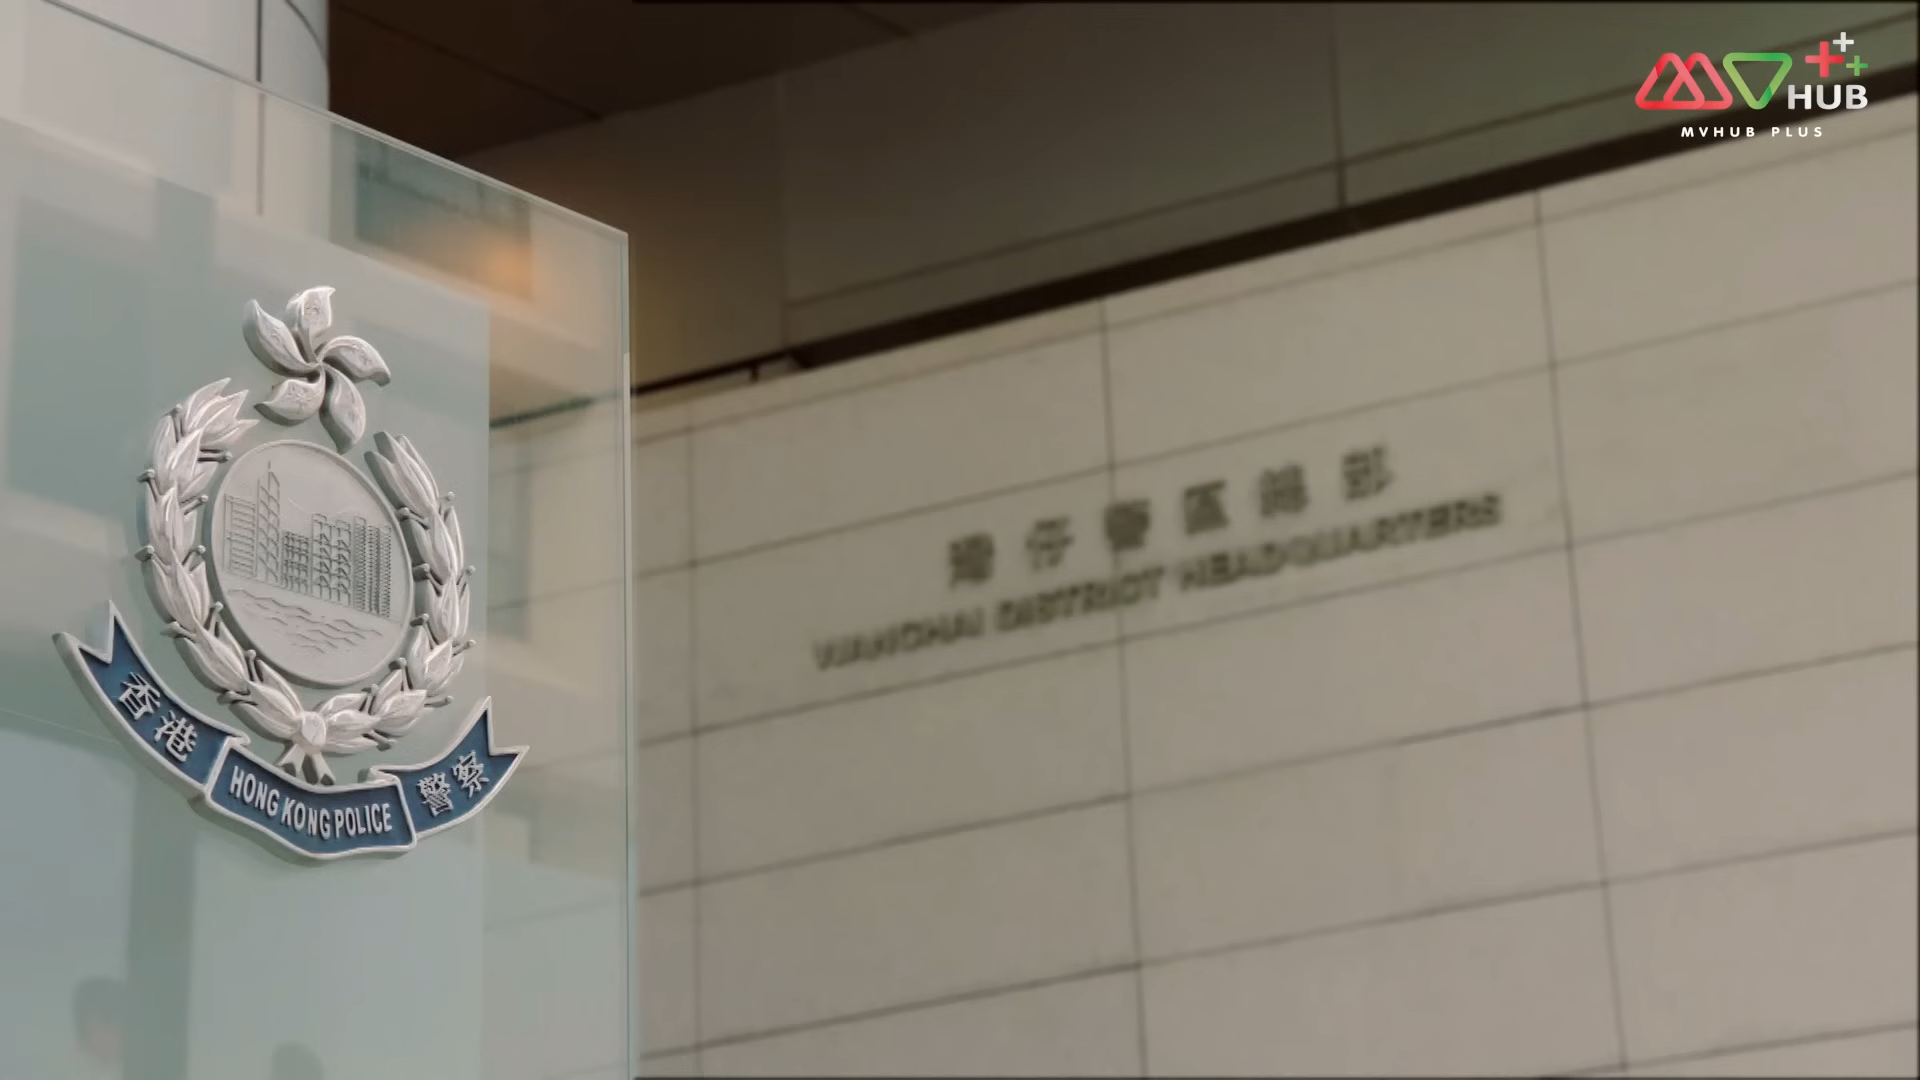 HUB
MVHUB PLUS
灣仔警區總部
WANCHAI DISTRICT HEADQUARTERS
香港
HONG KONG POLICE
警察